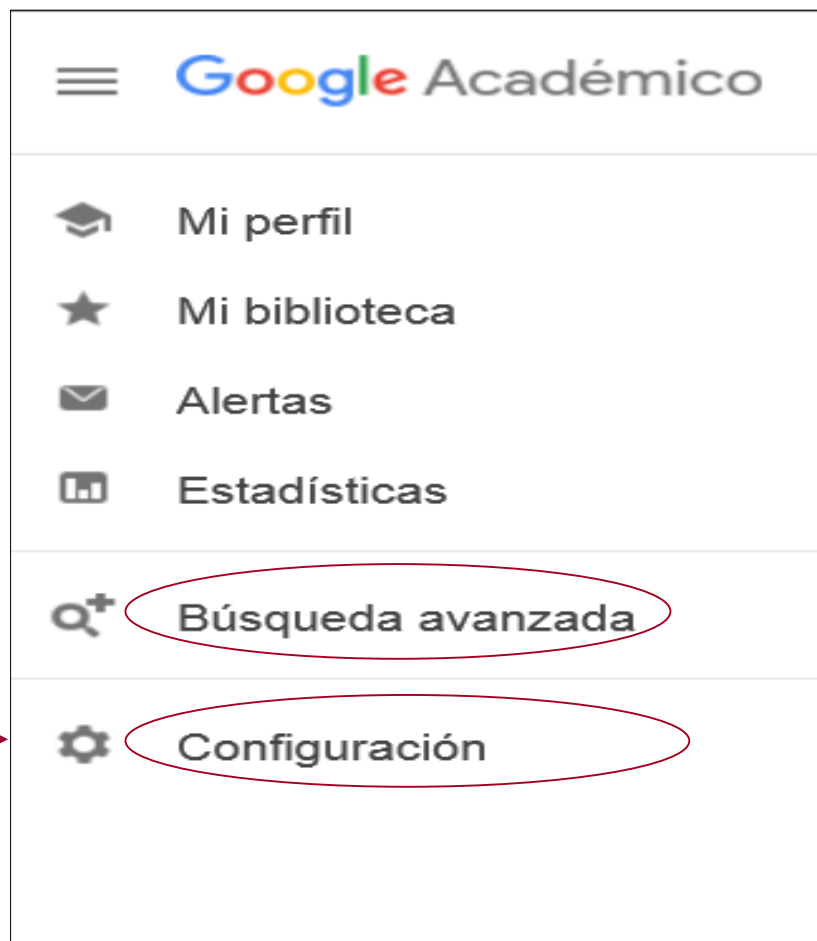 Google Académico
Mi perfil
Mi biblioteca
Alertas
Estadísticas
Búsqueda avanzada
Configuración